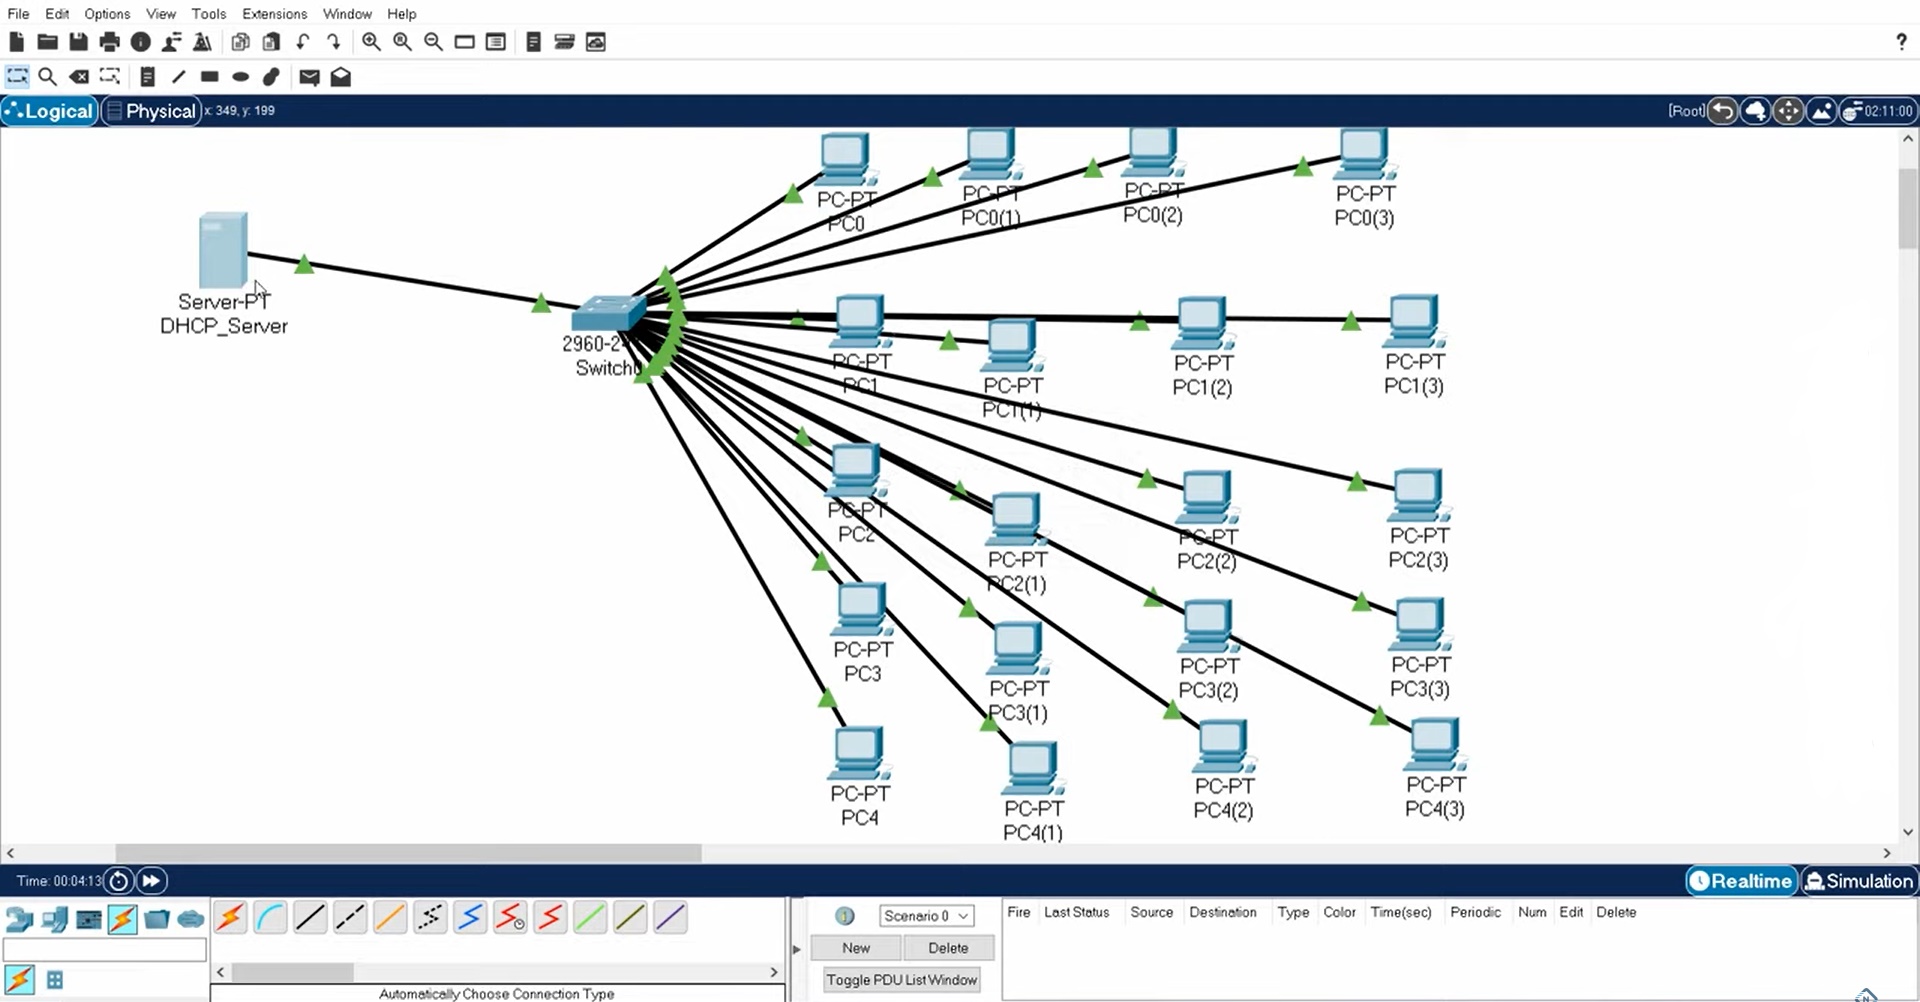 File Edit Options View Tools Extensions Window Help
?
Logical Physical x: 349, y: 199 [Root] 02:11:00
PC-PT
PC0
PC-PT
PC0(1)
PC-PT
PC0(2)
PC-PT
PC0(3)
Server-PT
DHCP_Server
2960-2
Switch0
PC-PT
PC1
PC-PT
PC1(1)
PC-PT
PC1(2)
PC-PT
PC1(3)
PC-PT
PC2
PC-PT
PC2(1)
PC-PT
PC2(2)
PC-PT
PC2(3)
PC-PT
PC3
PC-PT
PC3(1)
PC-PT
PC3(2)
PC-PT
PC3(3)
PC-PT
PC4
PC-PT
PC4(1)
PC-PT
PC4(2)
PC-PT
PC4(3)
Time: 00:04:13 Realtime Simulation
Scenario 0
New Delete
Toggle PDU List Window
Fire Last Status Source Destination Type Color Time(sec) Periodic Num Edit Delete
Automatically Choose Connection Type